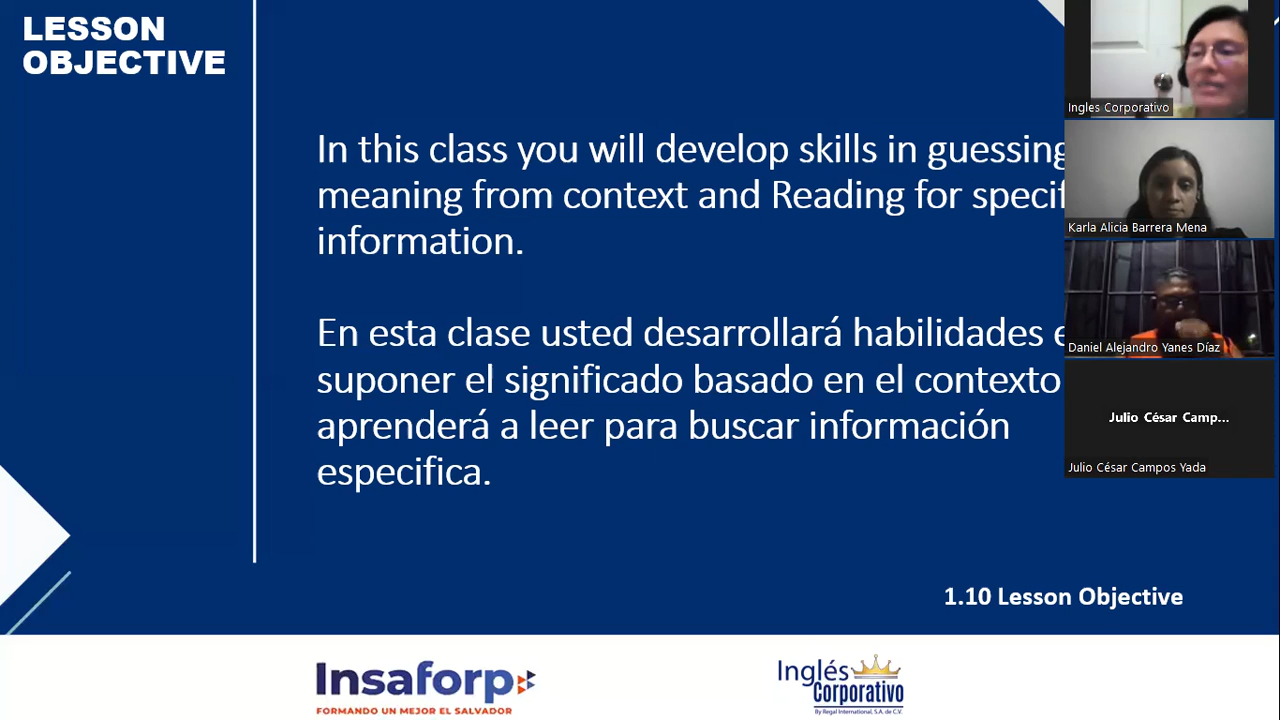 LESSON
OBJECTIVE
In this class you will develop skills in guessing
meaning from context and Reading for
information.
En esta clase usted desarrollará habilidades
suponer el significado basado en el contexto
aprenderá a leer para buscar información
especifica.
1.10 Lesson Objective
Insaforp
FORMANDO UN MEJOR EL SALVADOR
Inglés
Corporativo
By Regal International, S.A. de C.V.
Ingles Corporativo
Karla Alicia Barrera Mena
Daniel Alejandro Yanes Díaz
Julio César Camp...
Julio César Campos Yada